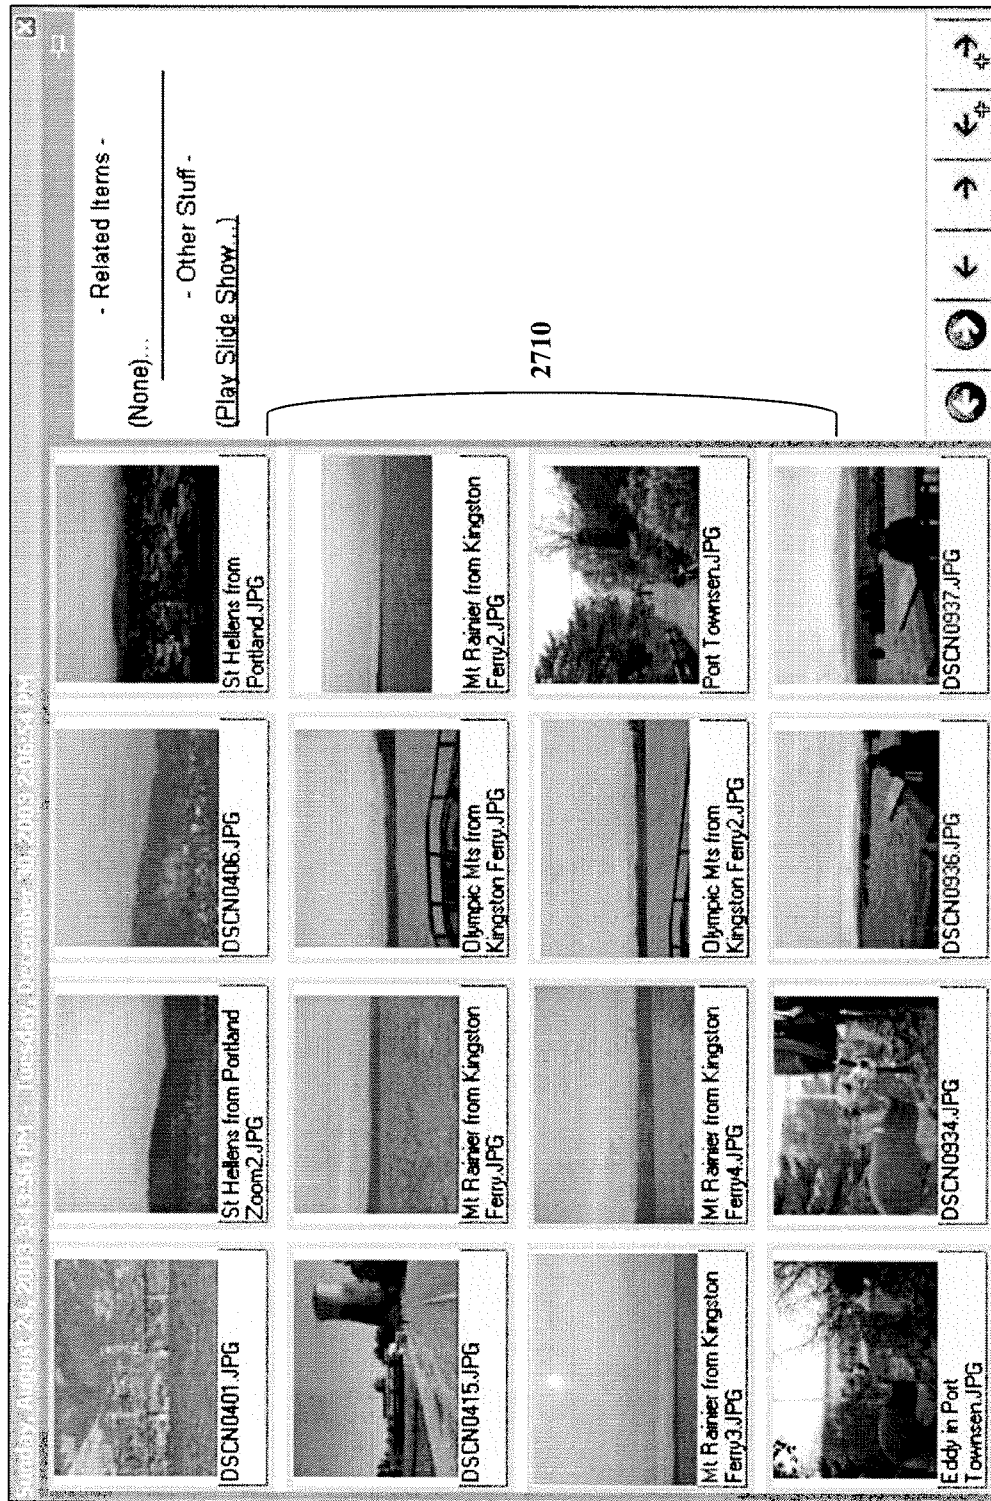 - Related Items -
(None)...
- Other Stuff -
(Play Slide Show...)
2710
DSCN0401.JPG
St Hellens from Portland
Zoom2.JPG
DSCN0406.JPG
St Hellens from
Portland.JPG
DSCN0415.JPG
Mt Rainier from Kingston
Ferry.JPG
Olympic Mts from
Kingston Ferry.JPG
Mt Rainier from Kingston
Ferry2.JPG
Mt Rainier from Kingston
Ferry3.JPG
Mt Rainier from Kingston
Ferry4.JPG
Olympic Mts from
Kingston Ferry2.JPG
Port Townsen.JPG
Eddy in Port
Townsen.JPG
DSCN0934.JPG
DSCN0936.JPG
DSCN0937.JPG